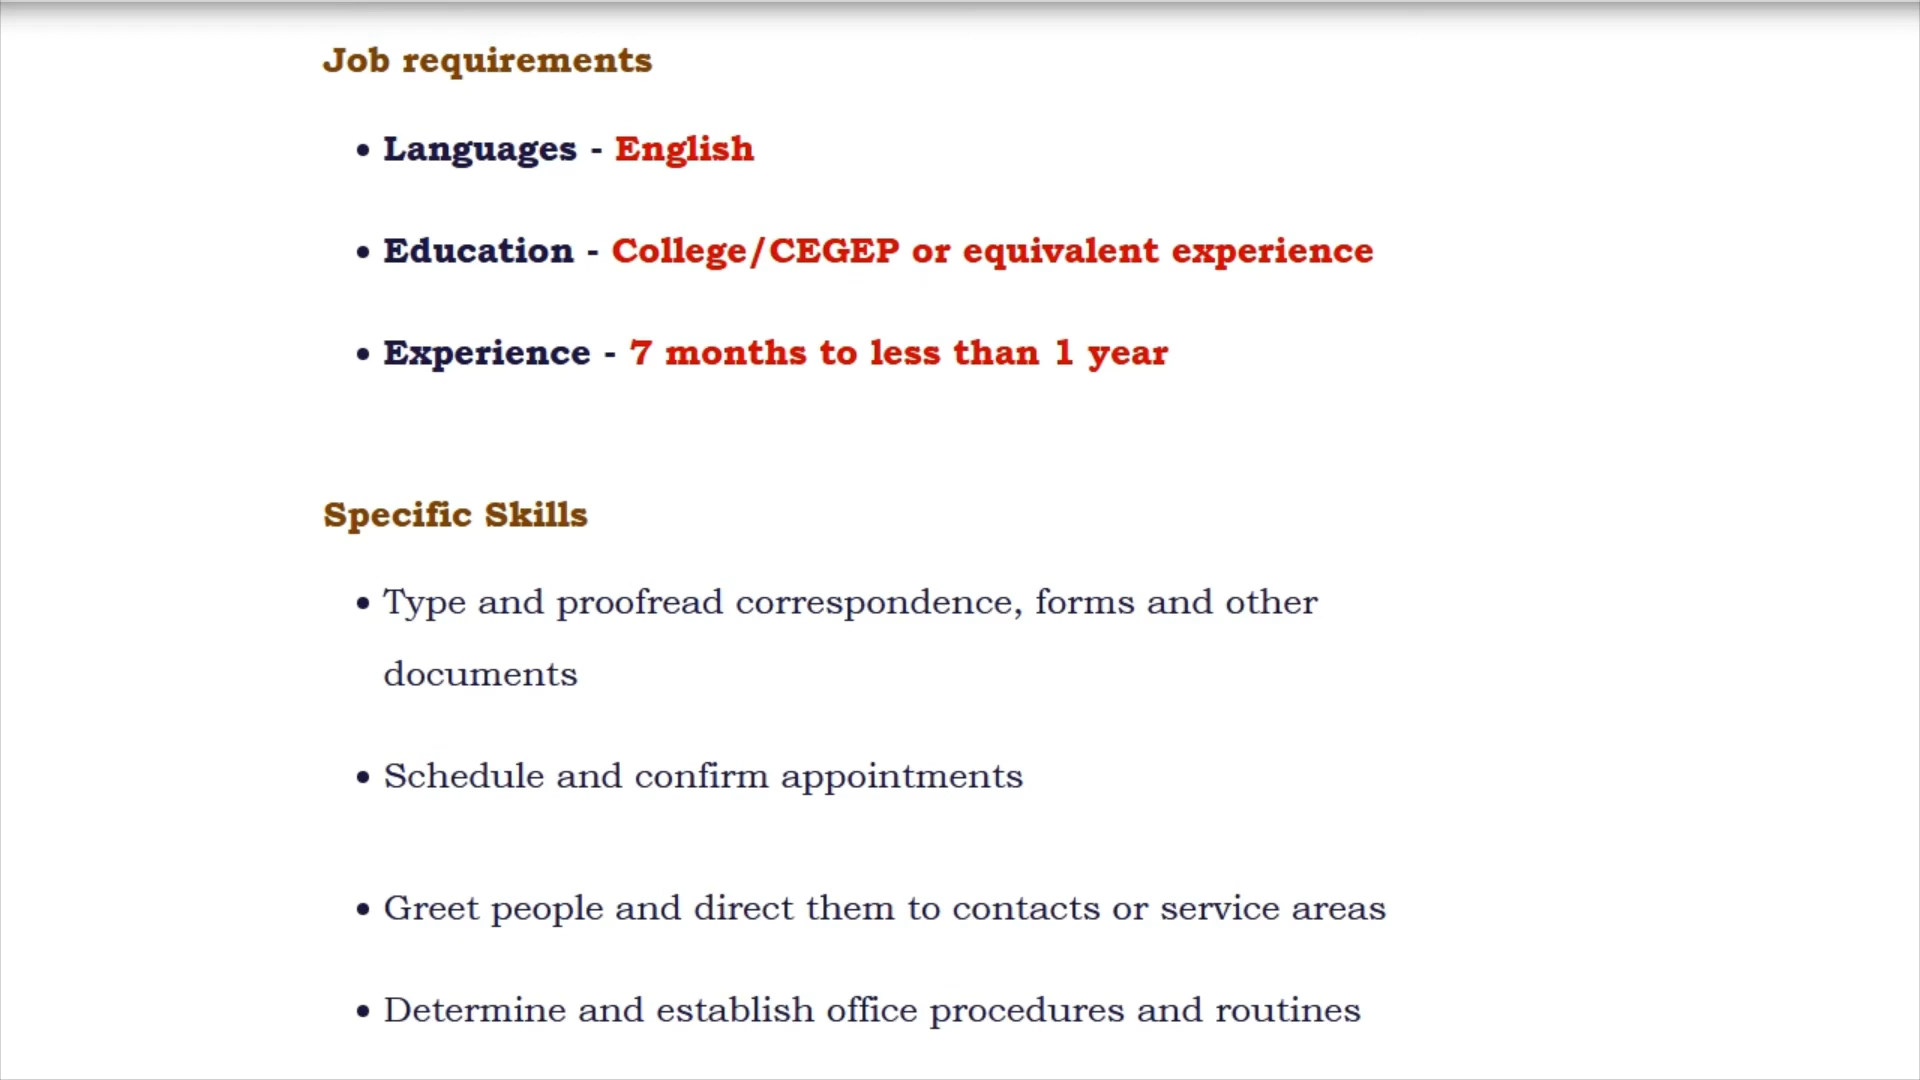 Job requirements
• Languages - English
• Education - College/CEGEP or equivalent experience
• Experience - 7 months to less than 1 year
Specific Skills
• Type and proofread correspondence, forms and other
documents
• Schedule and confirm appointments
• Greet people and direct them to contacts or service areas
• Determine and establish office procedures and routines